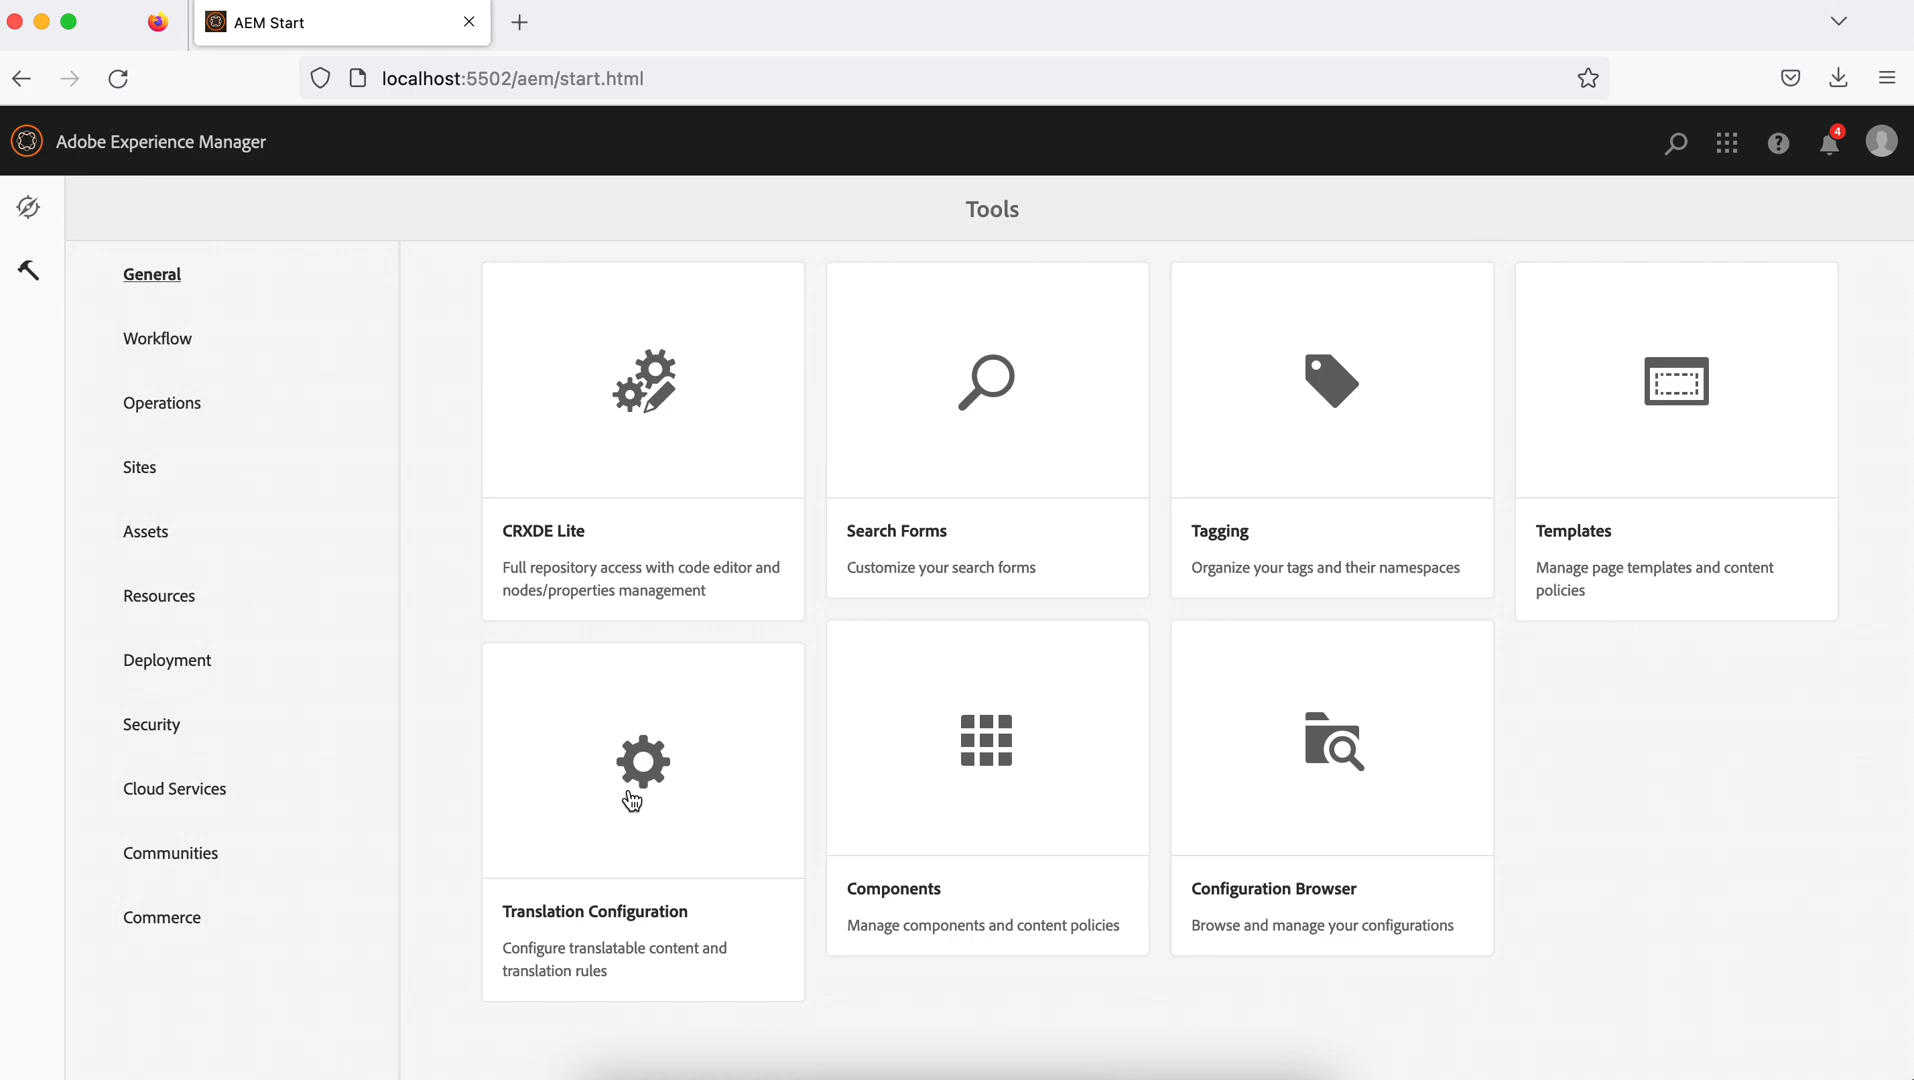 AEM Start
localhost:5502/aem/start.html
Adobe Experience Manager
4
Tools
General
Workflow
Operations
Sites
Assets
Resources
Deployment
Security
Cloud Services
Communities
Commerce
CRXDE Lite
Full repository access with code editor and
nodes/properties management
Search Forms
Customize your search forms
Tagging
Organize your tags and their namespaces
Templates
Manage page templates and content
policies
Translation Configuration
Configure translatable content and
translation rules
Components
Manage components and content policies
Configuration Browser
Browse and manage your configurations